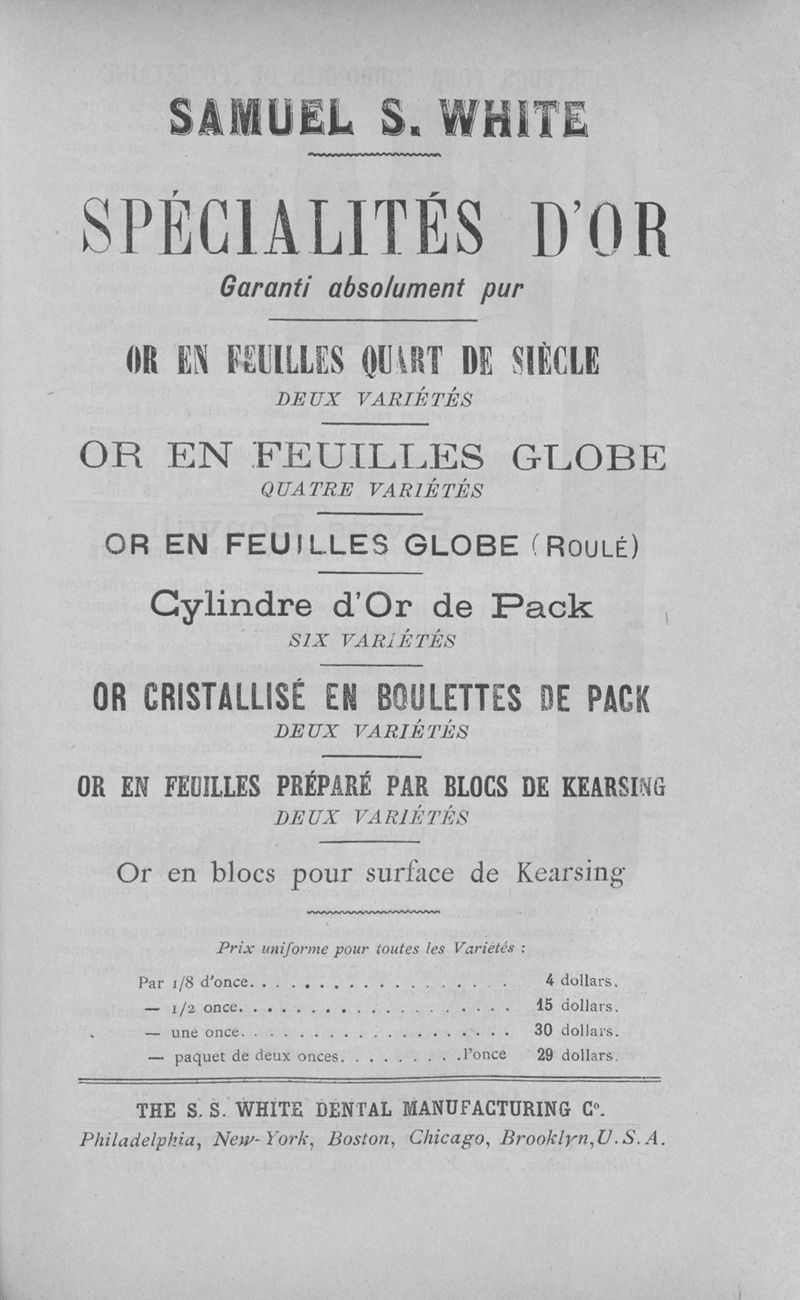 SAMUEL S. WHITE
SPÉCIALITÉS D'OR
Garanti absolument pur
OR EN FEUILLES QUART DE SIÈCLE
DEUX VARIÉTÉS
OR EN FEUILLES GLOBE
QUATRE VARIÉTÉS
OR EN FEUILLES GLOBE (ROULÉ)
Cylindre d'Or de Pack
SIX VARIÉTÉS
OR CRISTALLISÉ EN BOULETTES DE PACK
DEUX VARIÉTÉS
OR EN FEUILLES PRÉPARÉ PAR BLOCS DE KEARSING
DEUX VARIÉTÉS
Or en blocs pour surface de Kearsing
Prix uniforme pour toutes les Variétés :
Par 1/8 d'once. . . . . . . . . . . . . . . . . . 4 dollars.
— 1/2 once. . . . . . . . . . . . . . . . . . . 15 dollars.
— une once. . . . . . . . . . . . . . . . . . . 30 dollars.
— paquet de deux onces. . . . . . . . .l'once 29 dollars.
THE S. S. WHITE DENTAL MANUFACTURING Co.
Philadelphia, New-York, Boston, Chicago, Brooklyn, U.S.A.